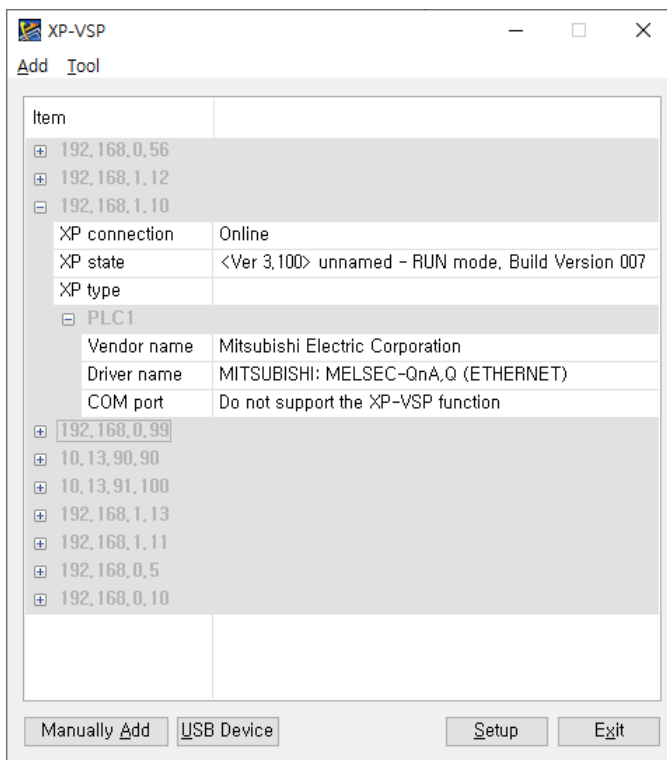 XP-VSP
Add Tool
Item
192,168,0,56
192,168,1,12
192,168,1,10
XP connection Online
XP state <Ver 3,100> unnamed - RUN mode, Build Version 007
XP type
PLC1
Vendor name Mitsubishi Electric Corporation
Driver name MITSUBISHI: MELSEC-QnA,Q (ETHERNET)
COM port Do not support the XP-VSP function
192,168,0,99
10,13,90,90
10,13,91,100
192,168,1,13
192,168,1,11
192,168,0,5
192,168,0,10
Manually Add USB Device Setup Exit